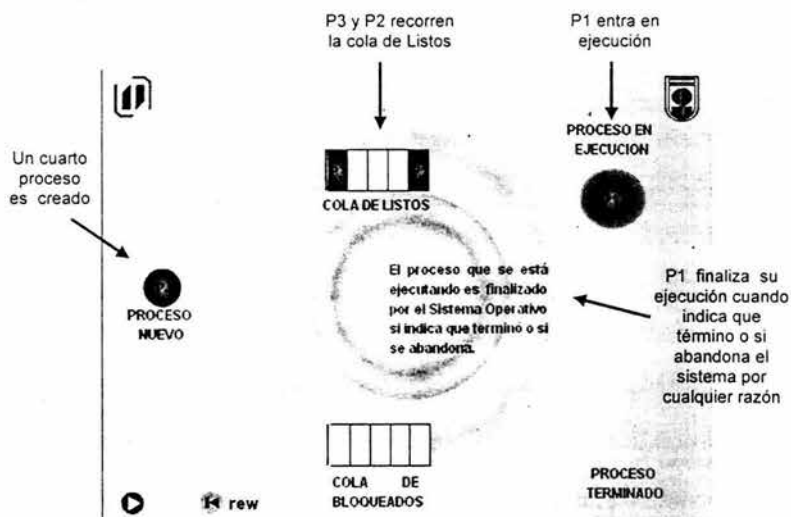 P3 y P2 recorren
la cola de Listos
P1 entra en
ejecución
PROCESO EN
EJECUCION
Un cuarto
proceso
es creado
COLA DE LISTOS
El proceso que se está
ejecutando es finalizado
por el Sistema Operativo
si indica que terminó o si
se abandona.
P1 finaliza su
ejecución cuando
indica que
término o si
abandona el
sistema por
cualquier razón
PROCESO
NUEVO
COLA DE
BLOQUEADOS
PROCESO
TERMINADO
rew